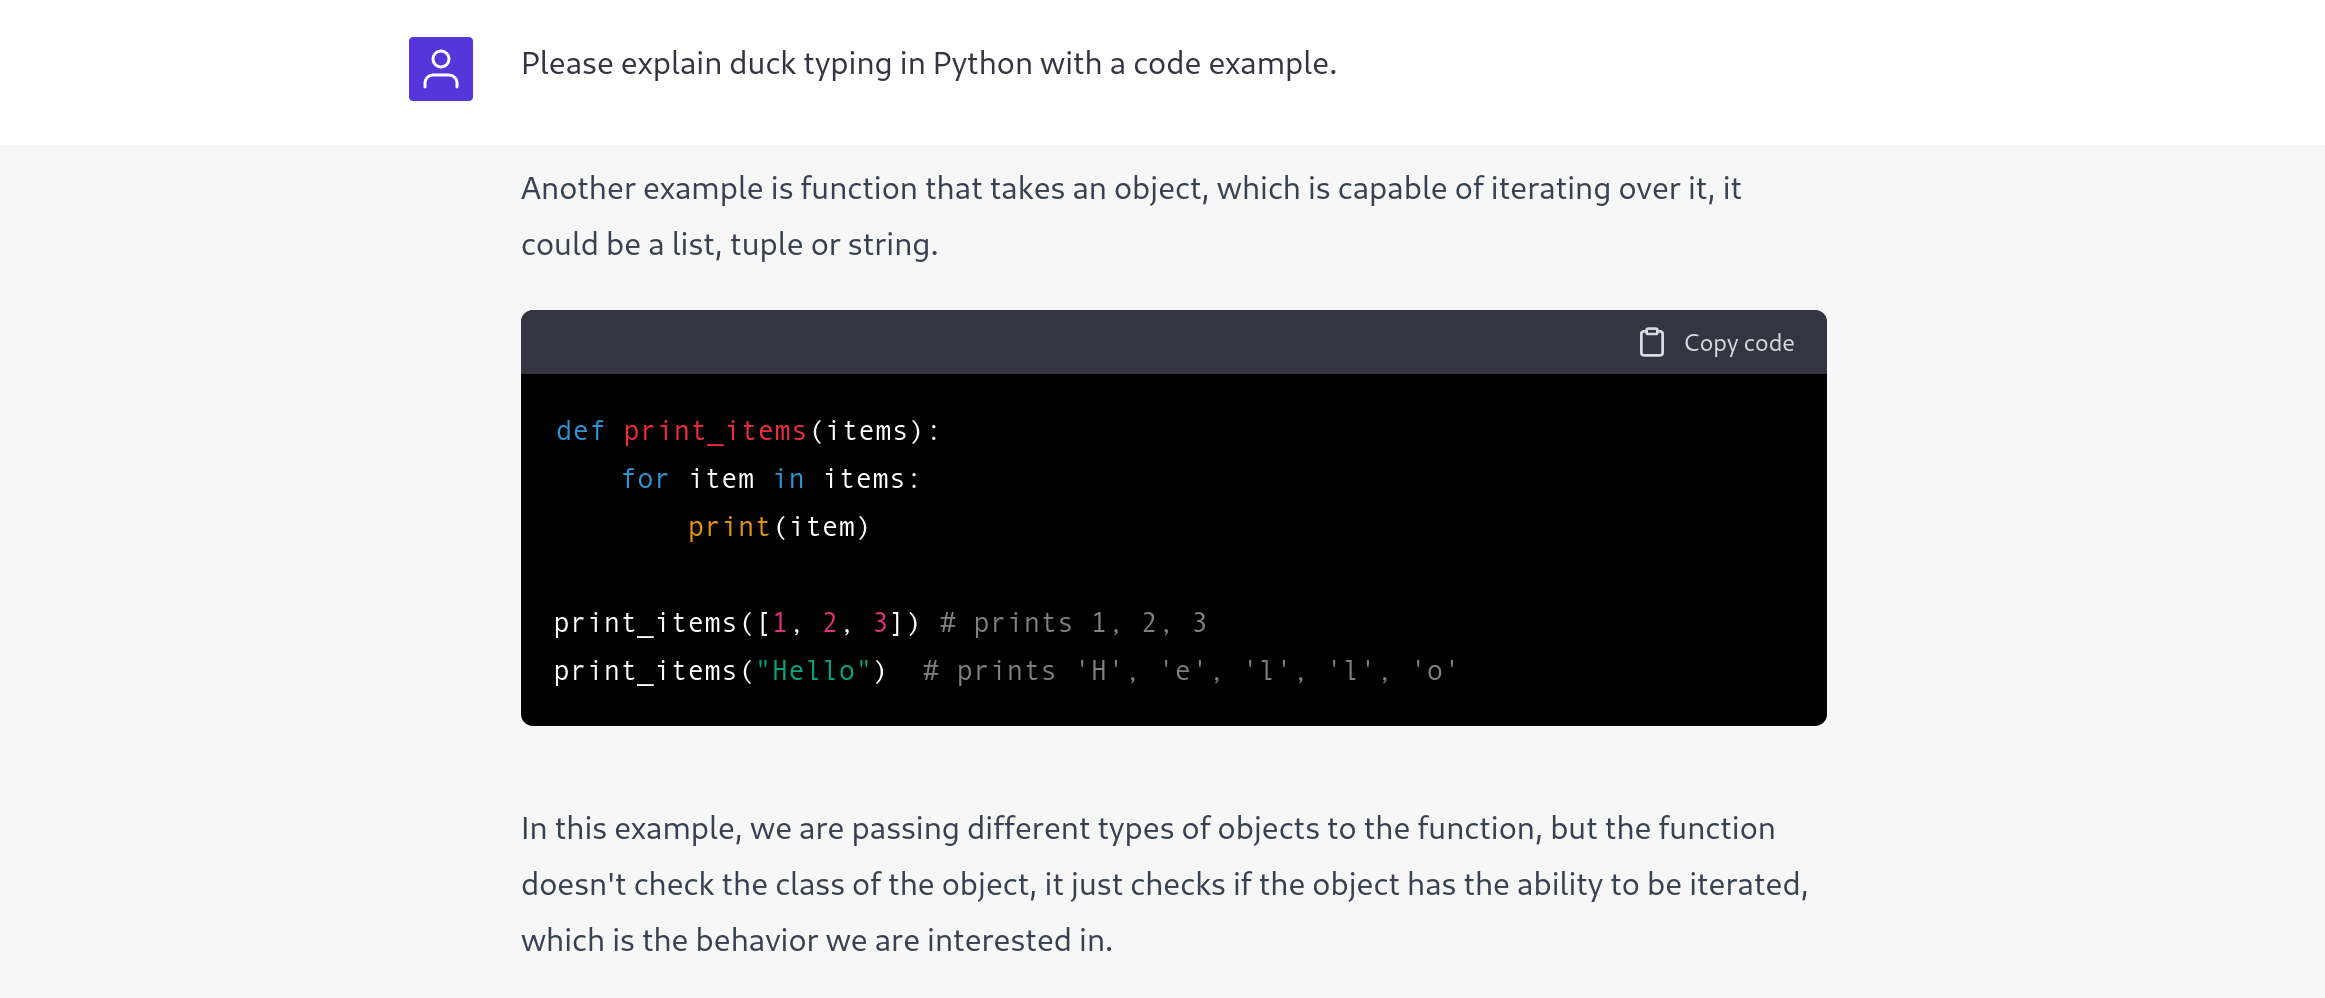 Please explain duck typing in Python with a code example.
Another example is function that takes an object, which is capable of iterating over it, it
could be a list, tuple or string.
Copy code
def print_items(items):
    for item in items:
        print(item)
print_items([1, 2, 3]) # prints 1, 2, 3
print_items("Hello")  # prints 'H', 'e', 'l', 'l', 'o'
In this example, we are passing different types of objects to the function, but the function
doesn't check the class of the object, it just checks if the object has the ability to be iterated,
which is the behavior we are interested in.